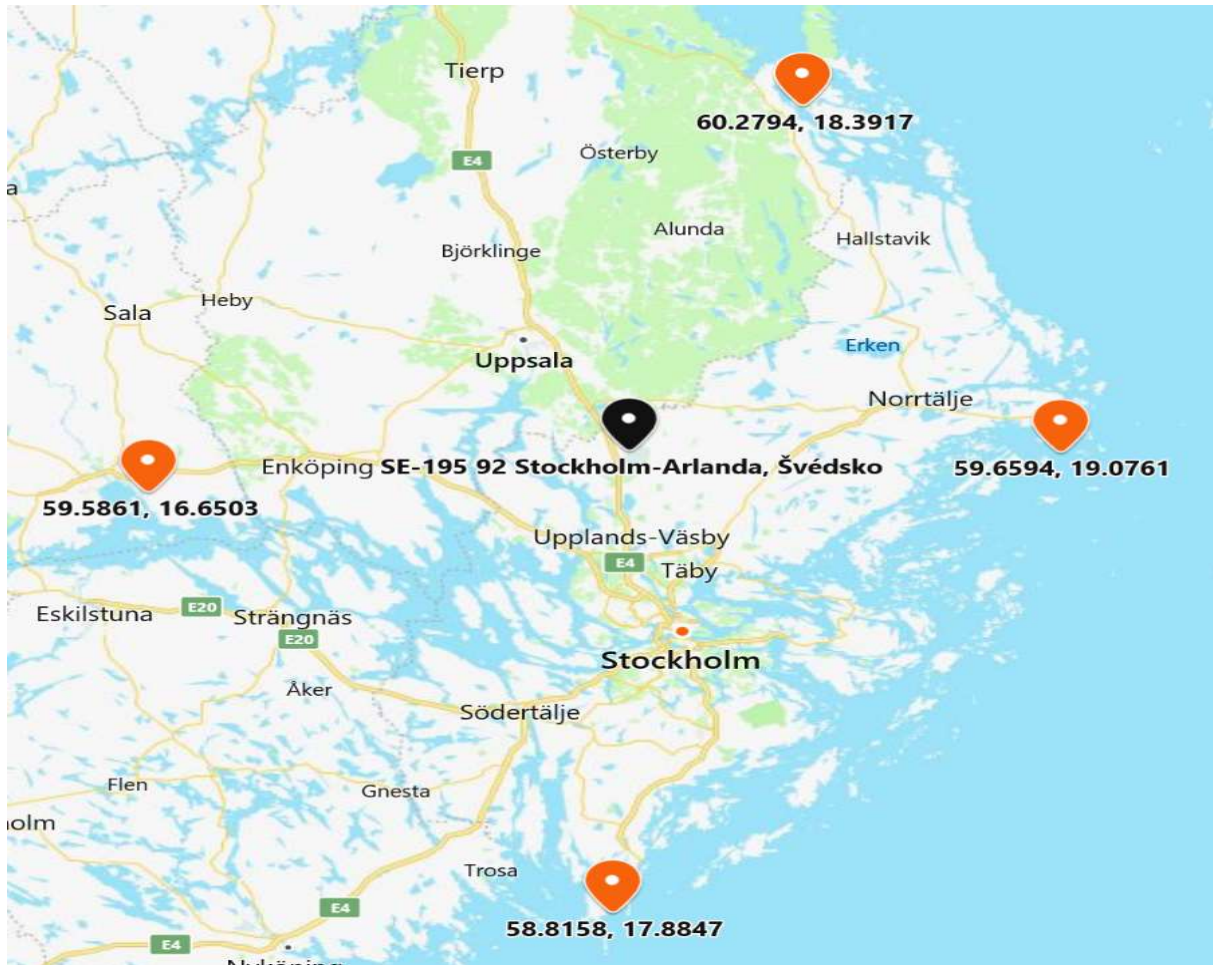 Tierp
60.2794, 18.3917
E4
Österby
a
Alunda
Hallstavik
Björklinge
Heby
Sala
Erken
Uppsala
Norrtälje
Enköping SE-195 92 Stockholm-Arlanda, Švédsko
59.6594, 19.0761
59.5861, 16.6503
Upplands-Väsby
E4
Täby
Eskilstuna
E20
Strängnäs
E20
Stockholm
Åker
Södertälje
Flen
Gnesta
olm
Trosa
E4
58.8158, 17.8847
E4
Nyköping